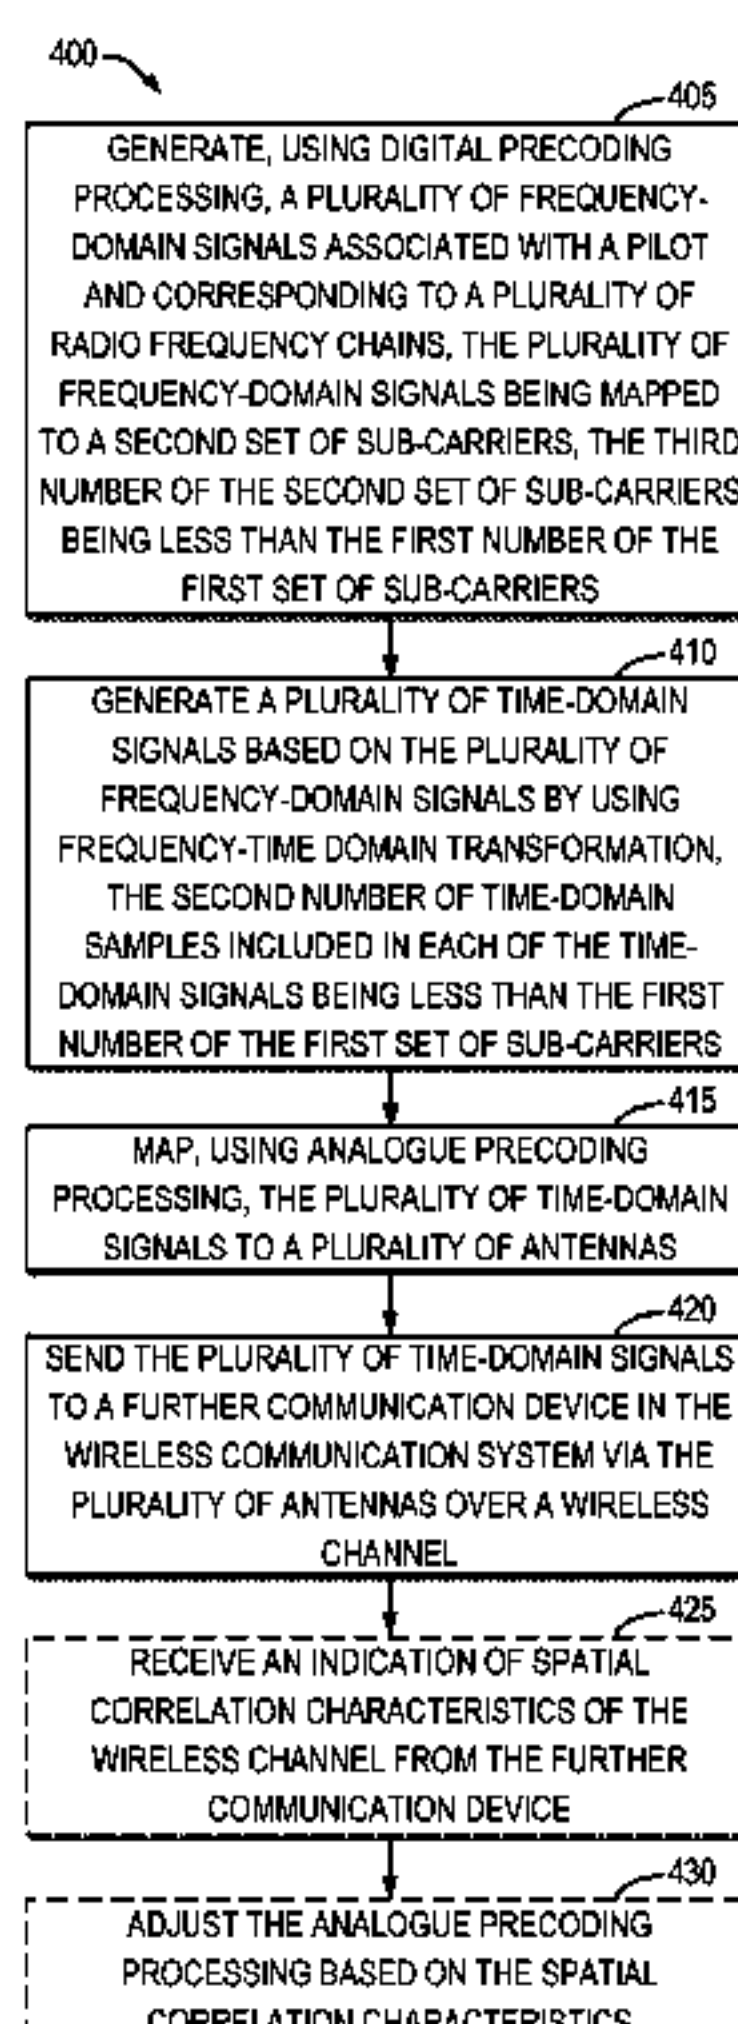 400
405
GENERATE, USING DIGITAL PRECODING
PROCESSING, A PLURALITY OF FREQUENCY-
DOMAIN SIGNALS ASSOCIATED WITH A PILOT
AND CORRESPONDING TO A PLURALITY OF
RADIO FREQUENCY CHAINS, THE PLURALITY OF
FREQUENCY-DOMAIN SIGNALS BEING MAPPED
TO A SECOND SET OF SUB-CARRIERS, THE THIRD
NUMBER OF THE SECOND SET OF SUB-CARRIERS
BEING LESS THAN THE FIRST NUMBER OF THE
FIRST SET OF SUB-CARRIERS
410
GENERATE A PLURALITY OF TIME-DOMAIN
SIGNALS BASED ON THE PLURALITY OF
FREQUENCY-DOMAIN SIGNALS BY USING
FREQUENCY-TIME DOMAIN TRANSFORMATION,
THE SECOND NUMBER OF TIME-DOMAIN
SAMPLES INCLUDED IN EACH OF THE TIME-
DOMAIN SIGNALS BEING LESS THAN THE FIRST
NUMBER OF THE FIRST SET OF SUB-CARRIERS
415
MAP, USING ANALOGUE PRECODING
PROCESSING, THE PLURALITY OF TIME-DOMAIN
SIGNALS TO A PLURALITY OF ANTENNAS
420
SEND THE PLURALITY OF TIME-DOMAIN SIGNALS
TO A FURTHER COMMUNICATION DEVICE IN THE
WIRELESS COMMUNICATION SYSTEM VIA THE
PLURALITY OF ANTENNAS OVER A WIRELESS
CHANNEL
425
RECEIVE AN INDICATION OF SPATIAL
CORRELATION CHARACTERISTICS OF THE
WIRELESS CHANNEL FROM THE FURTHER
COMMUNICATION DEVICE
430
ADJUST THE ANALOGUE PRECODING
PROCESSING BASED ON THE SPATIAL
CORRELATION CHARACTERISTICS